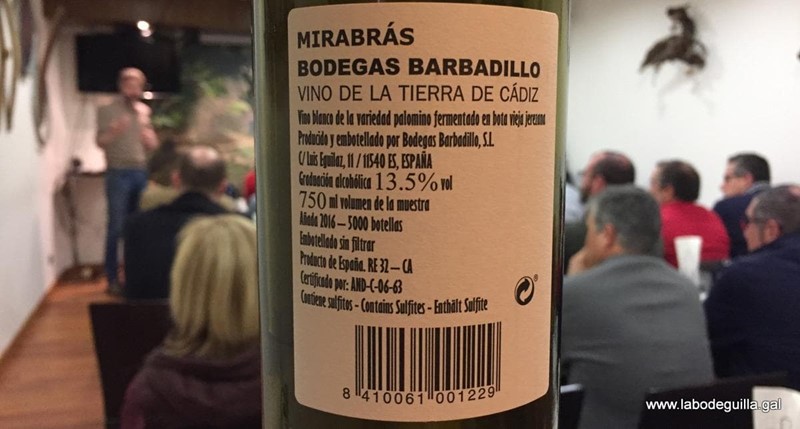 MIRABRÁS
BODEGAS BARBADILLO
VINO DE LA TIERRA DE CÁDIZ
Vino blanco de la variedad palomino fermentado en bota vieja jerezana
Producido y embotellado por Bodegas Barbadillo, S.L
C/ Luis Eguilaz, 11 / 11540 ES, ESPAÑA
Graduación alcohólica 13.5% vol
750 ml volumen de la muestra
Añada 2016 – 5000 botellas
Embotellado sin filtrar
Producto de España. RE 32 – CA
Certificado por: AND-C-06-63
Contiene sulfitos - Contains Sulfites - Enthält Sulfite
8 410061 001229
www.labodeguilla.gal